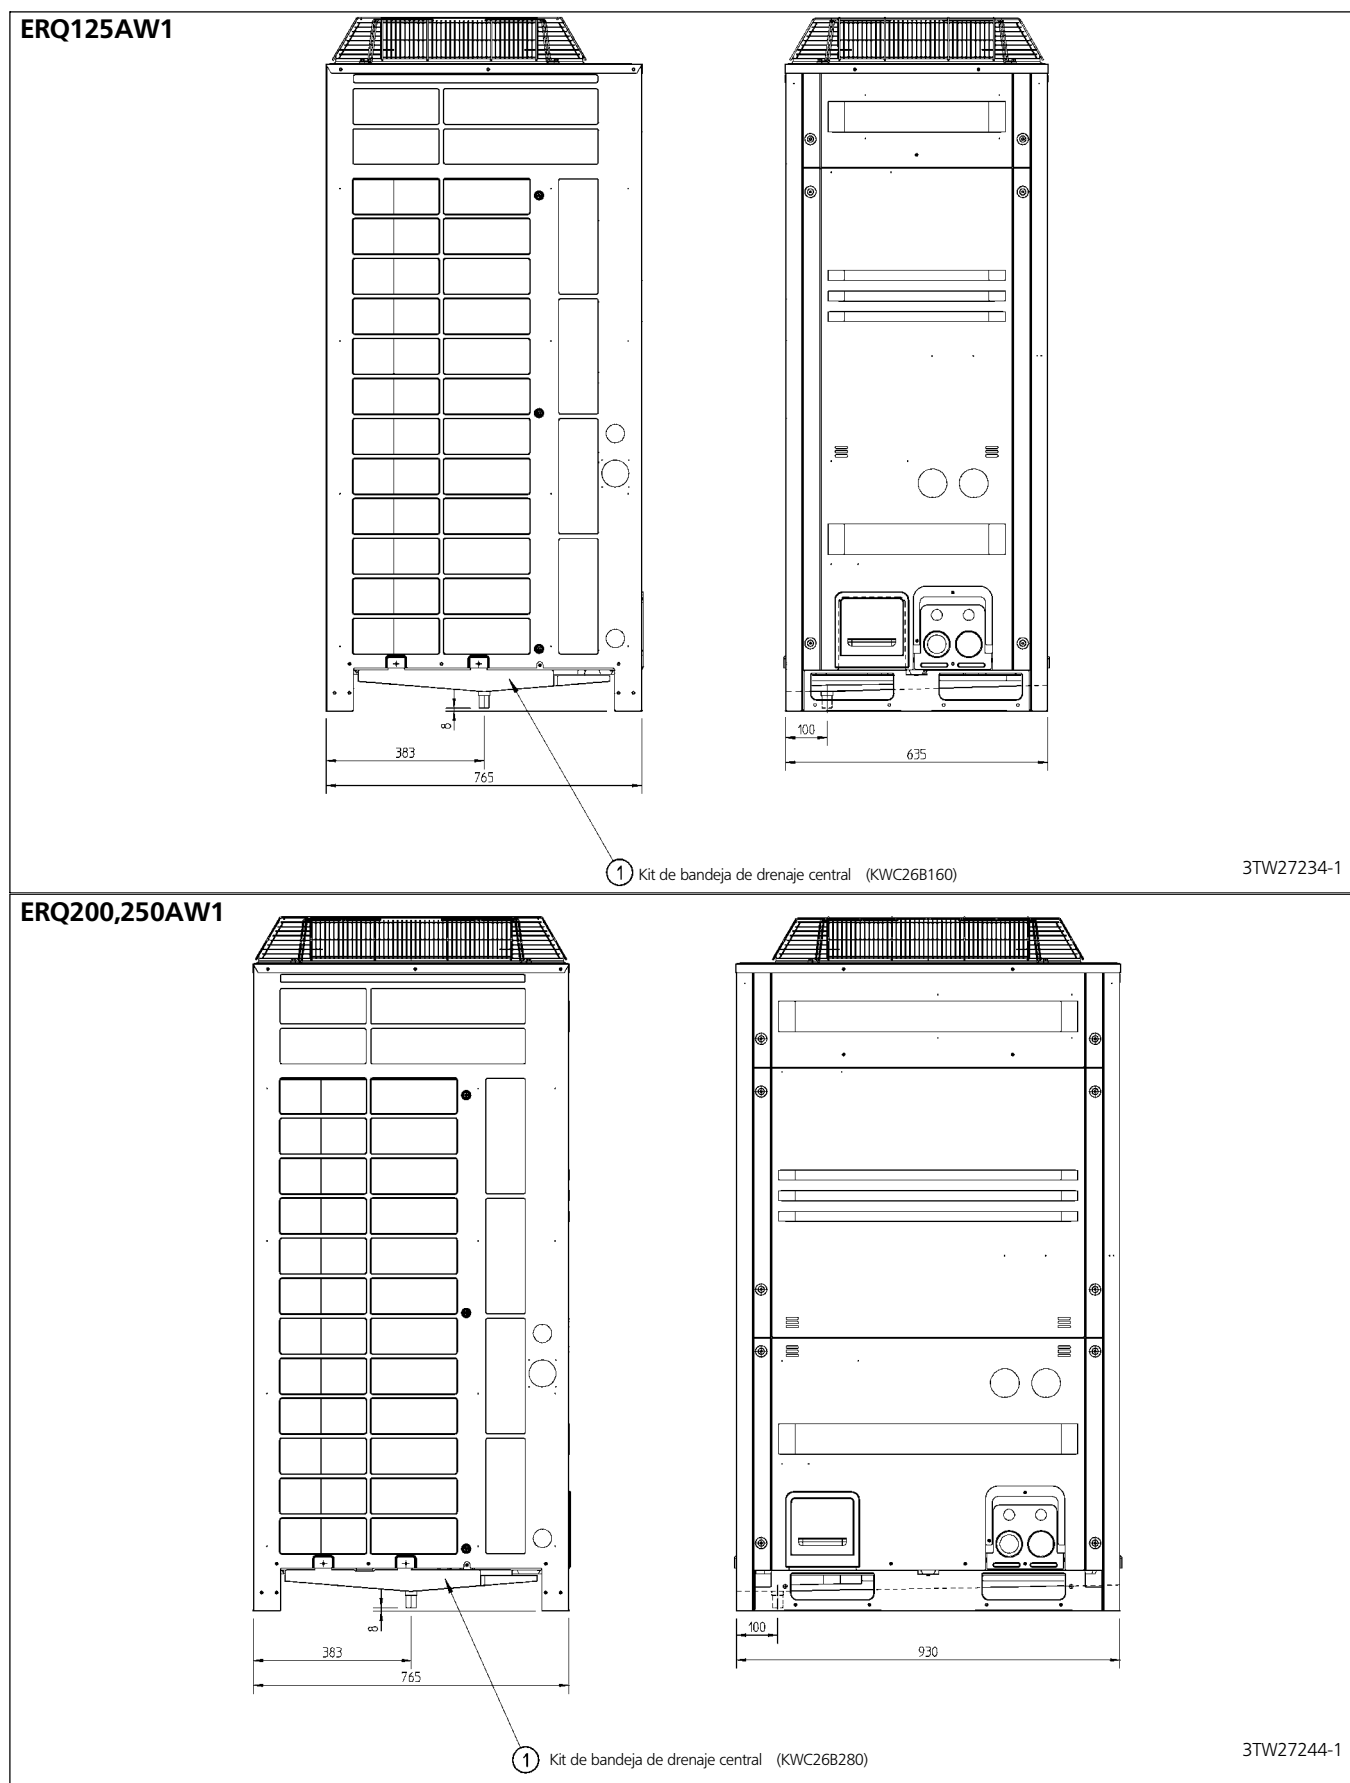 ERQ125AW1
8
383
765
100
635
1 Kit de bandeja de drenaje central (KWC26B160)
3TW27234-1
ERQ200,250AW1
8
383
765
100
930
1 Kit de bandeja de drenaje central (KWC26B280)
3TW27244-1